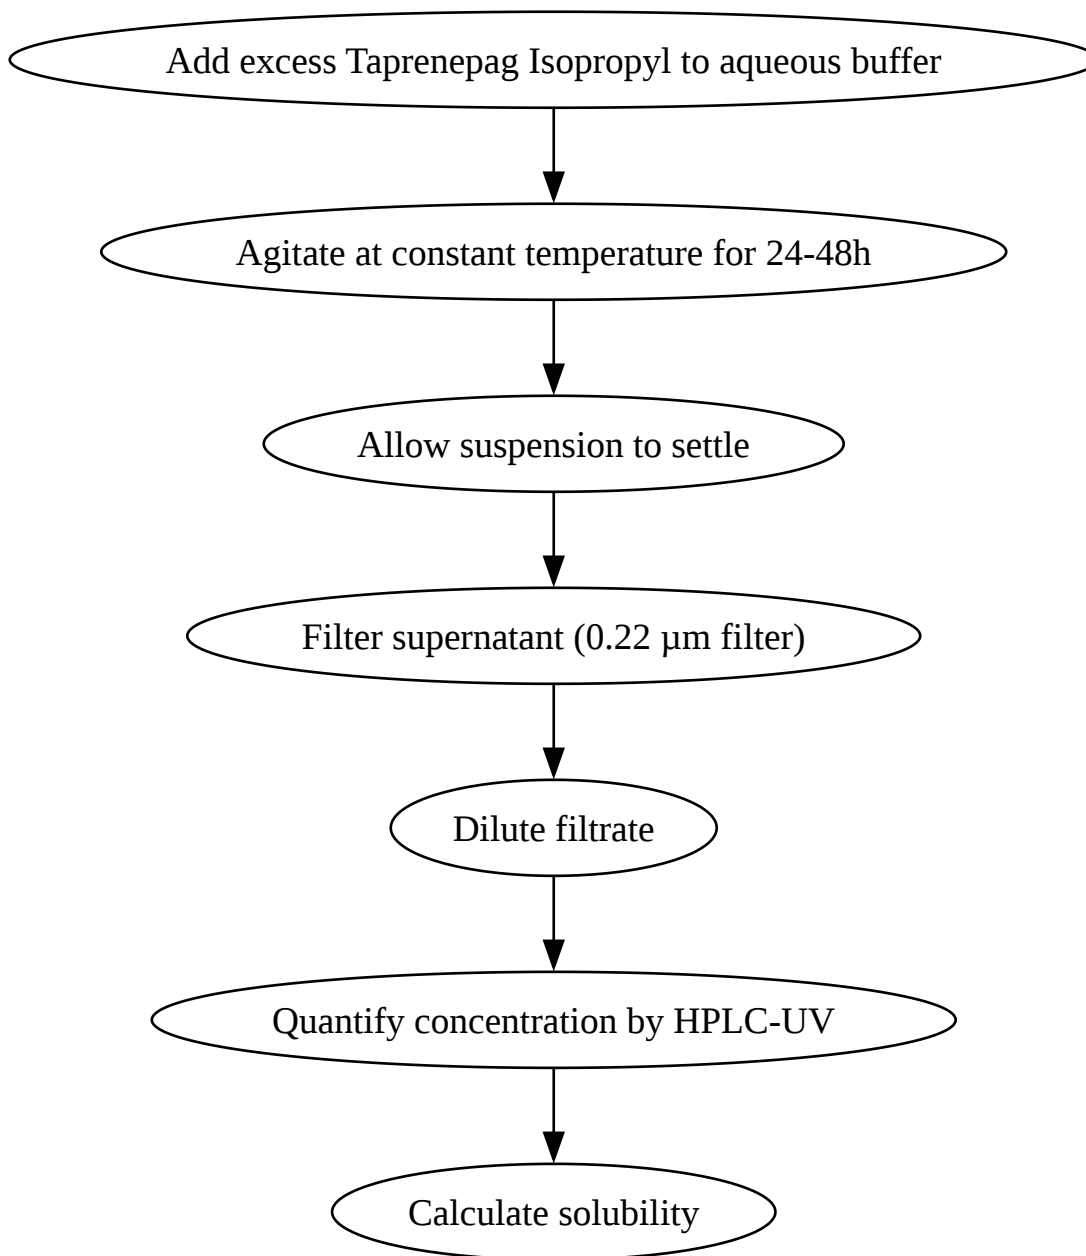 Add excess Taprenepag Isopropyl to aqueous buffer
Agitate at constant temperature for 24-48h
Allow suspension to settle
Filter supernatant (0.22 µm filter)
Dilute filtrate
Quantify concentration by HPLC-UV
Calculate solubility